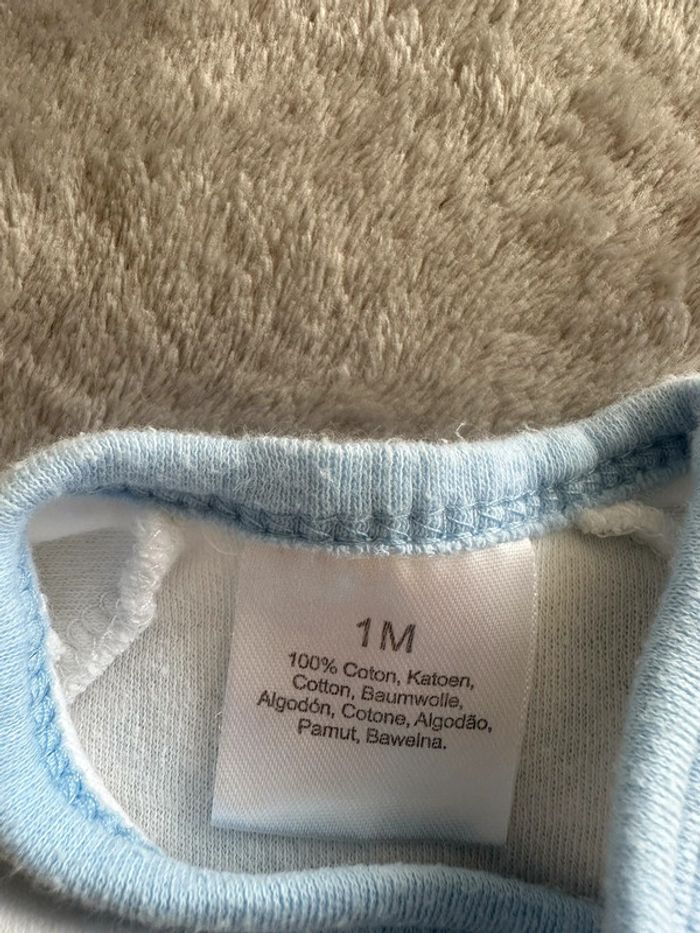 1M
100% Coton, Katoen,
Cotton, Baumwolle,
Algodón, Cotone, Algodão,
Pamut, Bawełna.